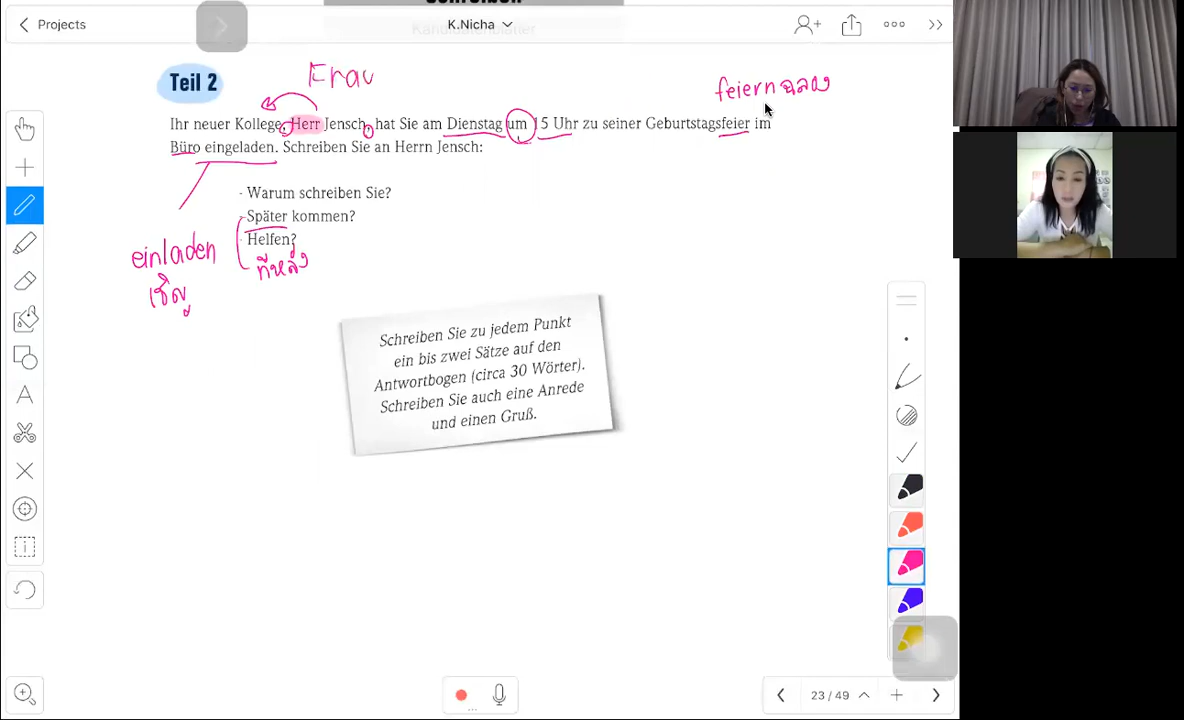 Schreiben
Projects
K.Nicha
Kandidatenblätter
Teil 2
Frau
feiern ฉลอง
Ihr neuer Kollege, Herr Jensch, hat Sie am Dienstag um 15 Uhr zu seiner Geburtstagsfeier im
Büro eingeladen. Schreiben Sie an Herrn Jensch:
- Warum schreiben Sie?
- Später kommen?
- Helfen?
ทีหลัง
einladen
เชิญ
Schreiben Sie zu jedem Punkt
ein bis zwei Sätze auf den
Antwortbogen (circa 30 Wörter).
Schreiben Sie auch eine Anrede
und einen Gruß.
23 / 49